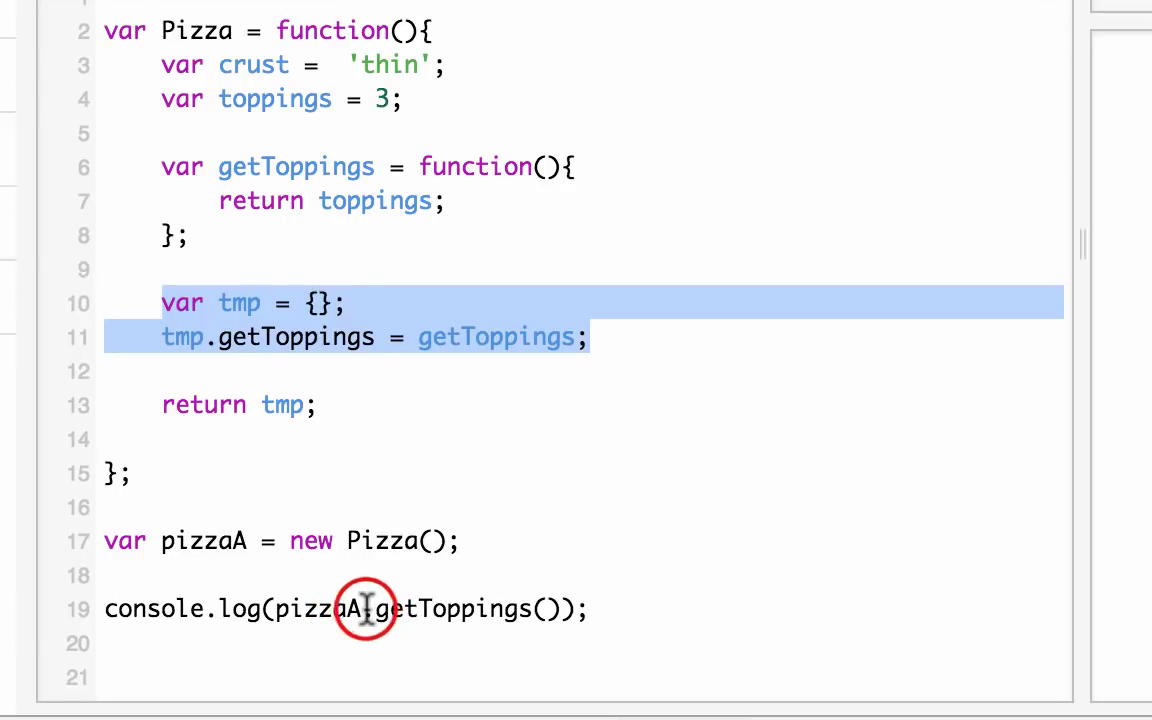 2 var Pizza = function(){
3 var crust =  'thin';
4 var toppings = 3;
5
6 var getToppings = function(){
7 return toppings;
8 };
9
10 var tmp = {};
11 tmp.getToppings = getToppings;
12
13 return tmp;
14
15 };
16
17 var pizzaA = new Pizza();
18
19 console.log(pizzaA.getToppings());
20
21